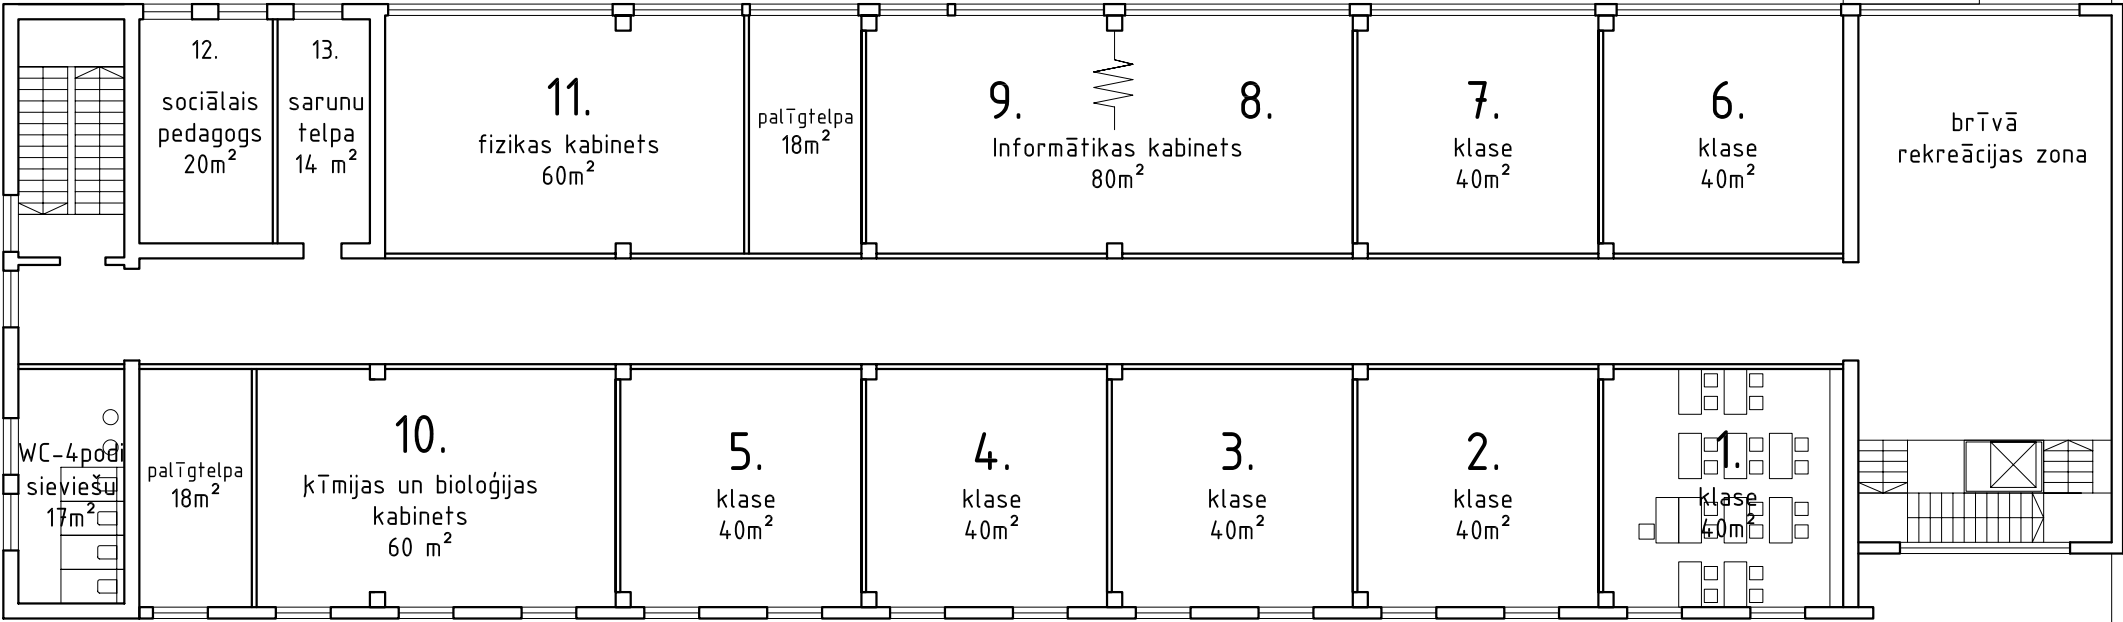 12.
sociālais
pedagogs
20m²
13.
sarunu
telpa
14 m²
11.
fizikas kabinets
60m²
palīgtelpa
18m²
9.
8.
Informātikas kabinets
80m²
7.
klase
40m²
6.
klase
40m²
brīvā
rekreācijas zona
WC-4podi
sieviešu
17m²
palīgtelpa
18m²
10.
ķīmijas un bioloģijas
kabinets
60 m²
5.
klase
40m²
4.
klase
40m²
3.
klase
40m²
2.
klase
40m²
1.
klase
40m²